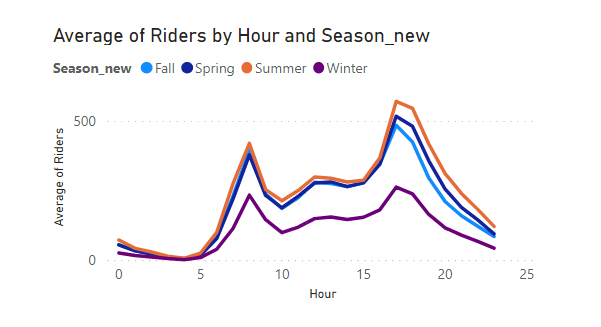 Average of Riders by Hour and Season_new
Season_new Fall Spring Summer Winter
500
Average of Riders
0
0 5 10 15 20 25
Hour